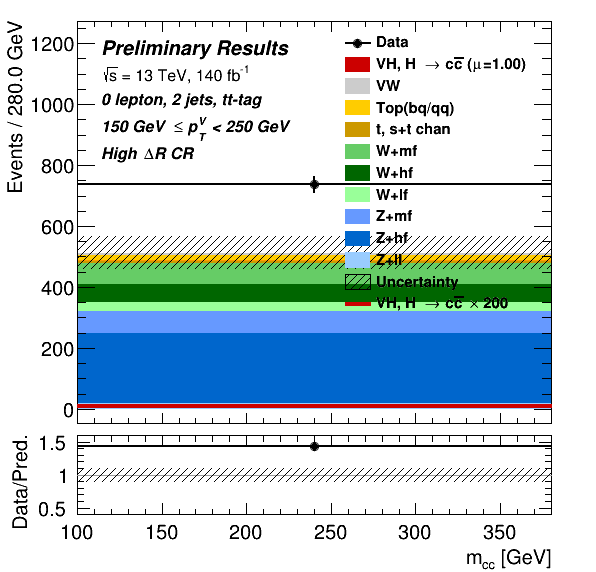 Events / 280.0 GeV
1200
1000
800
600
400
200
0
Preliminary Results
√s = 13 TeV, 140 fb⁻¹
0 lepton, 2 jets, tt-tag
150 GeV ≤ p_T^V < 250 GeV
High ΔR CR
Data
VH, H → cc̅ (μ=1.00)
VW
Top(bq/qq)
t, s+t chan
W+mf
W+hf
W+lf
Z+mf
Z+hf
Z+ll
Uncertainty
VH, H → cc̅ × 200
Data/Pred.
1.5
1
0.5
100 150 200 250 300 350
m_cc [GeV]